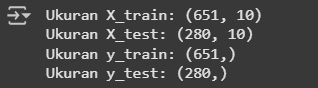 Ukuran X_train: (651, 10)
Ukuran X_test: (280, 10)
Ukuran y_train: (651,)
Ukuran y_test: (280,)